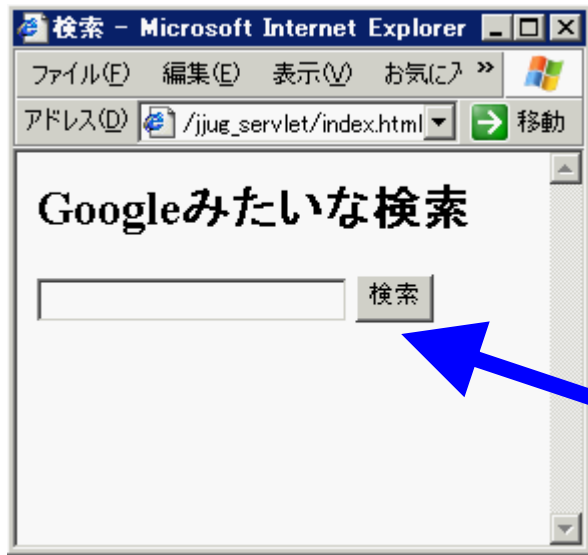 検索 - Microsoft Internet Explorer
ファイル(F) 編集(E) 表示(V) お気に入 »
アドレス(D) /jjug_servlet/index.html 移動
Googleみたいな検索
検索